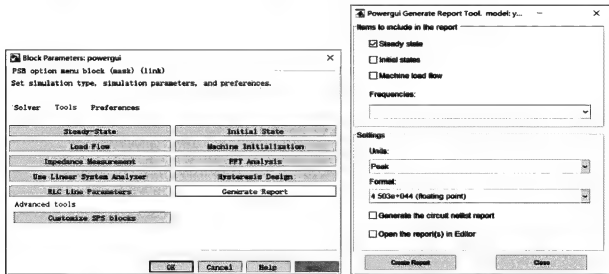 Block Parameters: powergui
PSB option menu block (mask) (link)
Set simulation type, simulation parameters, and preferences.
Solver Tools Preferences
Steady-State Initial State
Load Flow Machine Initialization
Impedance Measurement FFT Analysis
Use Linear System Analyzer Hysteresis Design
RLC Line Parameters Generate Report
Advanced tools
Customize SPS blocks
OK Cancel Help
Powergui Generate Report Tool. model: y...
Items to include in the report
Steady state
Initial states
Machine load flow
Frequencies:
Settings
Units:
Peak
Format:
4.503e+044 (floating point)
Generate the circuit netlist report
Open the report(s) in Editor
Create Report Close